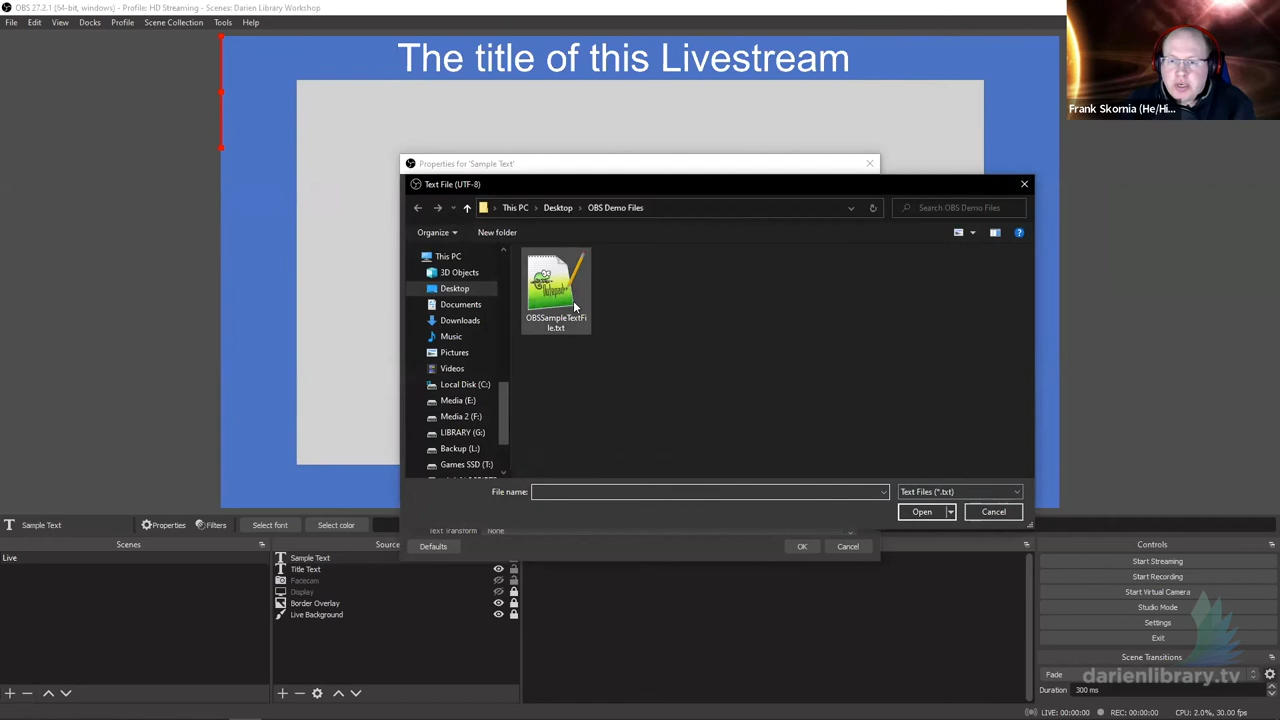 OBS 27.2.1 (64-bit, windows) - Profile: HD Streaming - Scenes: Darien Library Workshop
File Edit View Docks Profile Scene Collection Tools Help
The title of this Livestream
Frank Skornia (He/Hi...
Properties for 'Sample Text'
Text File (UTF-8)
This PC > Desktop > OBS Demo Files
Search OBS Demo Files
Organize New folder
This PC
3D Objects
Desktop
Documents
Downloads
Music
Pictures
Videos
Local Disk (C:)
Media (E:)
Media 2 (F:)
LIBRARY (G:)
Backup (L:)
Games SSD (T:)
OBSSampleTextFi
le.txt
File name:
Text Files (*.txt)
Open Cancel
Text Transform None
Defaults OK Cancel
Sample Text Properties Filters Select font Select color
Scenes
Live
Sample Text
Title Text
Facecam
Display
Border Overlay
Live Background
Controls
Start Streaming
Start Recording
Start Virtual Camera
Studio Mode
Settings
Exit
Scene Transitions
Fade
Duration 300 ms
darienlibrary.tv
LIVE: 00:00:00 REC: 00:00:00 CPU: 2.0%, 30.00 fps